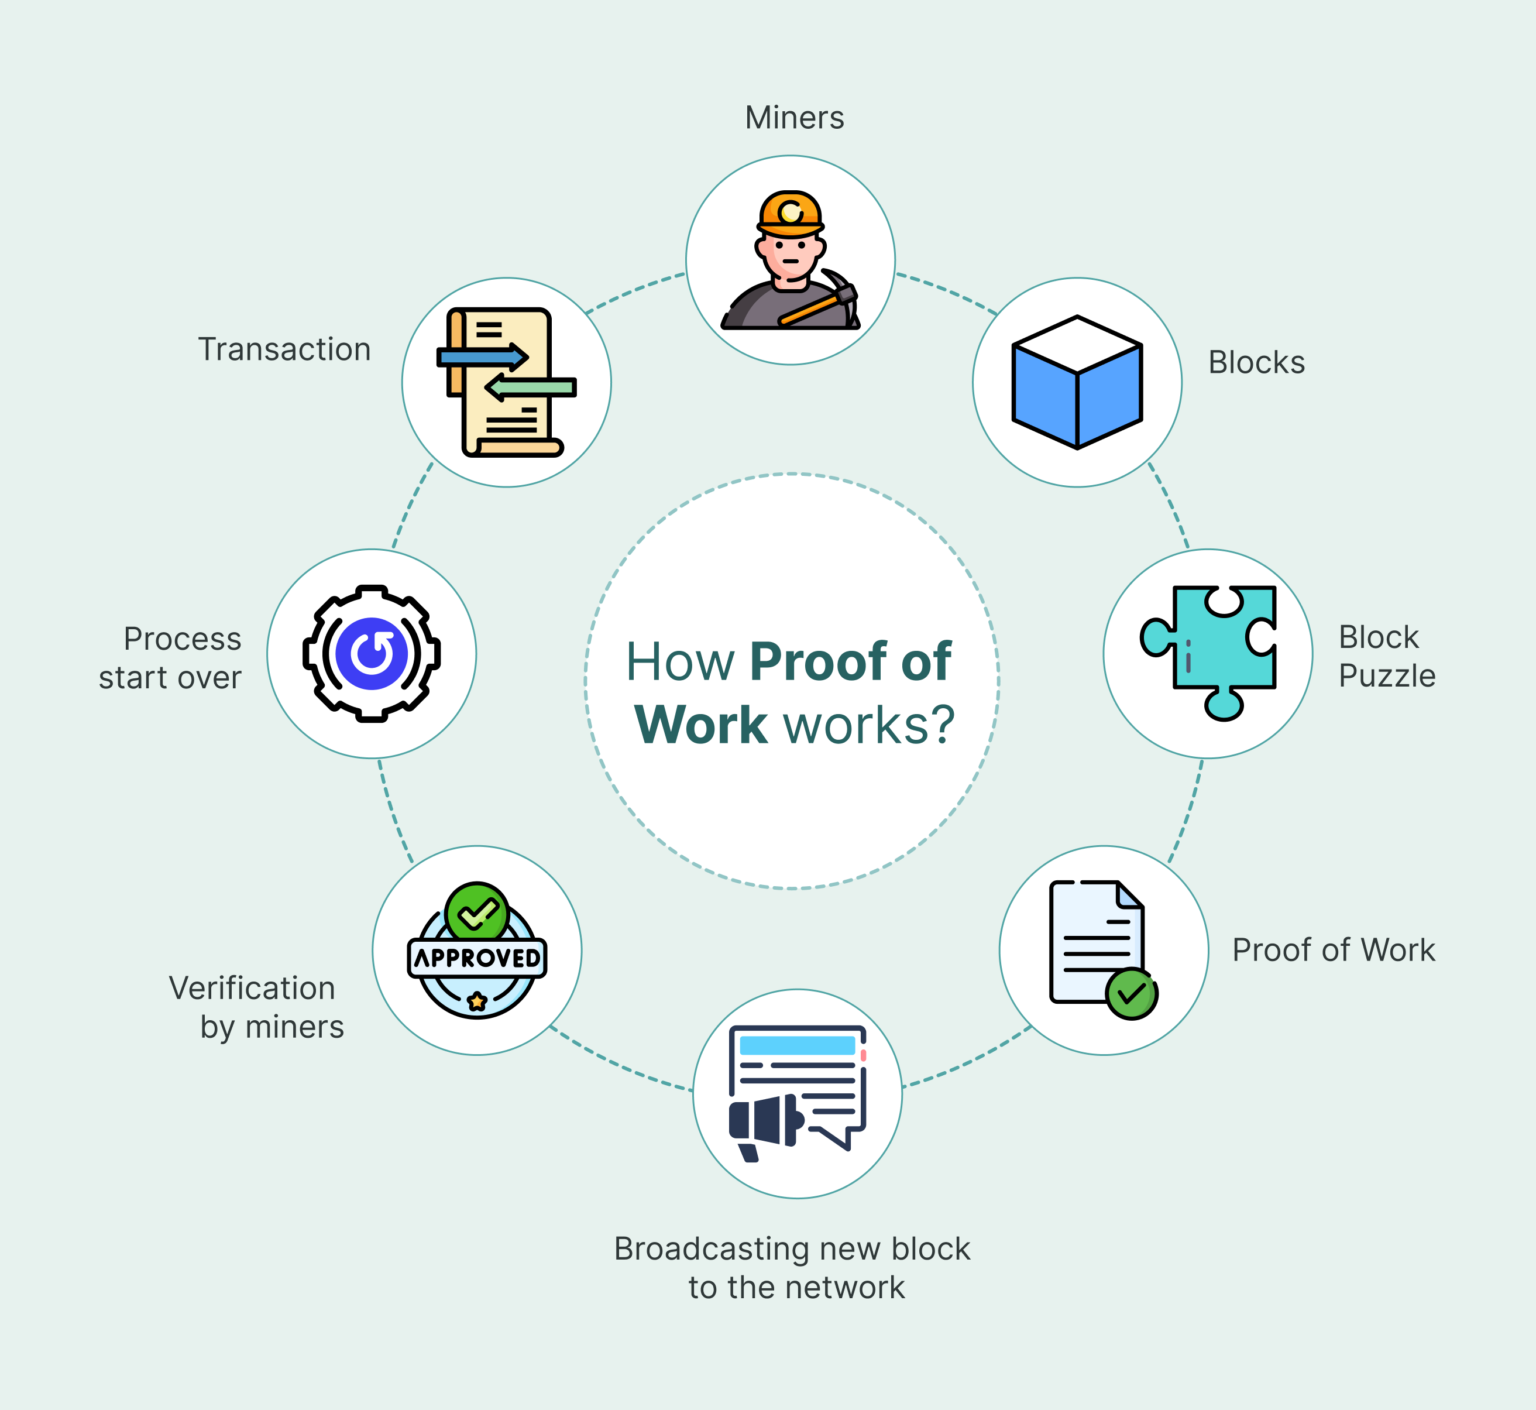 Miners
Transaction
Blocks
Process
start over
Block
Puzzle
How Proof of
Work works?
APPROVED
Verification
by miners
Proof of Work
Broadcasting new block
to the network